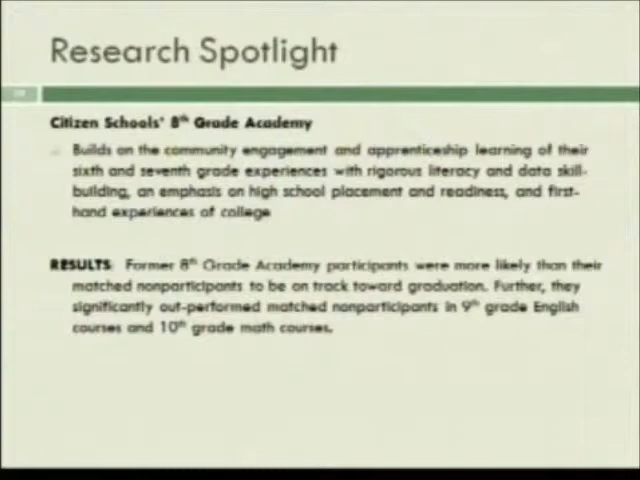 Research Spotlight
Citizen Schools' 8th Grade Academy
Builds on the community engagement and apprenticeship learning of their
sixth and seventh grade experiences with rigorous literacy and data skill-
building, an emphasis on high school placement and readiness, and first-
hand experiences of college
RESULTS: Former 8th Grade Academy participants were more likely than their
matched nonparticipants to be on track toward graduation. Further, they
significantly out-performed matched nonparticipants in 9th grade English
courses and 10th grade math courses.